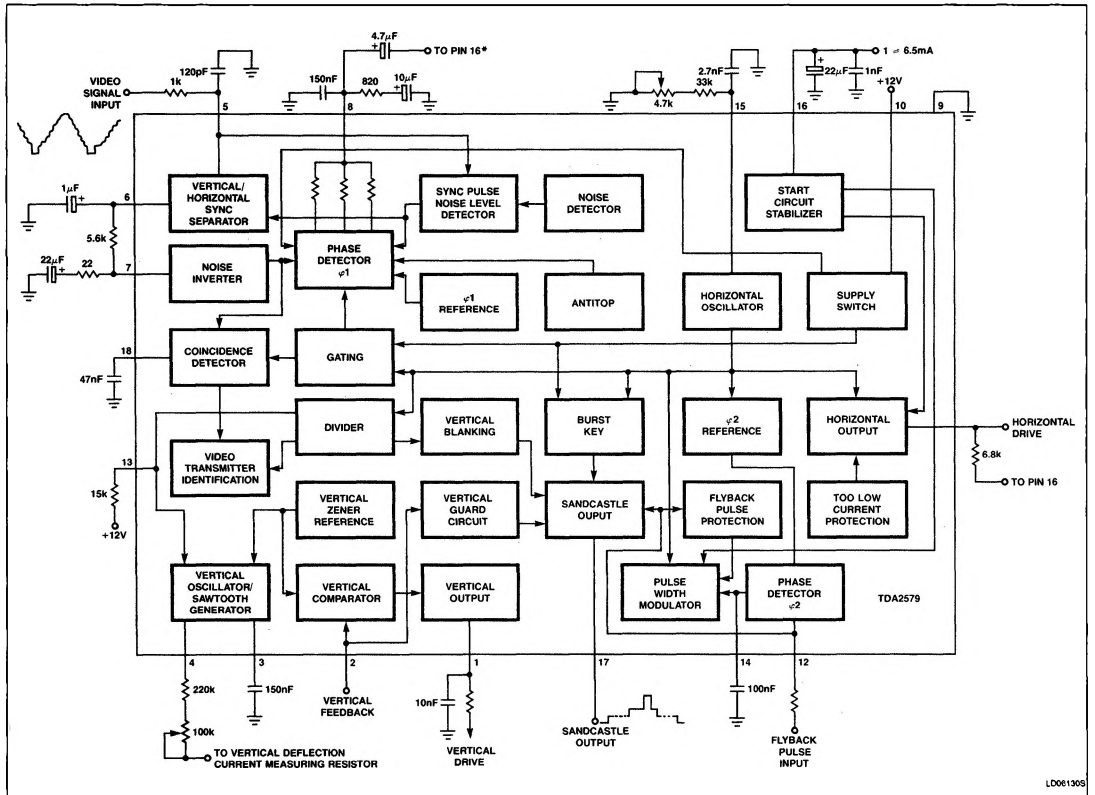 4.7μF
+
TO PIN 16*
120pF
150nF
820
10μF
+
2.7nF
33k
4.7k
+
22μF
1nF
1 = 6.5mA
+12V
VIDEO
SIGNAL
INPUT
1k
5
8
15
16
10
9
1μF
+
6
5.6k
22μF
+
22
7
VERTICAL/
HORIZONTAL
SYNC
SEPARATOR
SYNC PULSE
NOISE LEVEL
DETECTOR
NOISE
DETECTOR
START
CIRCUIT
STABILIZER
NOISE
INVERTER
PHASE
DETECTOR
φ1
φ1
REFERENCE
ANTITOP
HORIZONTAL
OSCILLATOR
SUPPLY
SWITCH
18
47nF
COINCIDENCE
DETECTOR
GATING
13
15k
+12V
DIVIDER
VERTICAL
BLANKING
BURST
KEY
φ2
REFERENCE
HORIZONTAL
OUTPUT
11
HORIZONTAL
DRIVE
6.8k
TO PIN 16
VIDEO
TRANSMITTER
IDENTIFICATION
VERTICAL
ZENER
REFERENCE
VERTICAL
GUARD
CIRCUIT
SANDCASTLE
OUPUT
FLYBACK
PULSE
PROTECTION
TOO LOW
CURRENT
PROTECTION
VERTICAL
OSCILLATOR/
SAWTOOTH
GENERATOR
VERTICAL
COMPARATOR
VERTICAL
OUTPUT
PULSE
WIDTH
MODULATOR
PHASE
DETECTOR
φ2
TDA2579
4
3
2
1
17
14
12
220k
150nF
100k
VERTICAL
FEEDBACK
10nF
VERTICAL
DRIVE
SANDCASTLE
OUTPUT
100nF
FLYBACK
PULSE
INPUT
TO VERTICAL DEFLECTION
CURRENT MEASURING RESISTOR
LD06130S